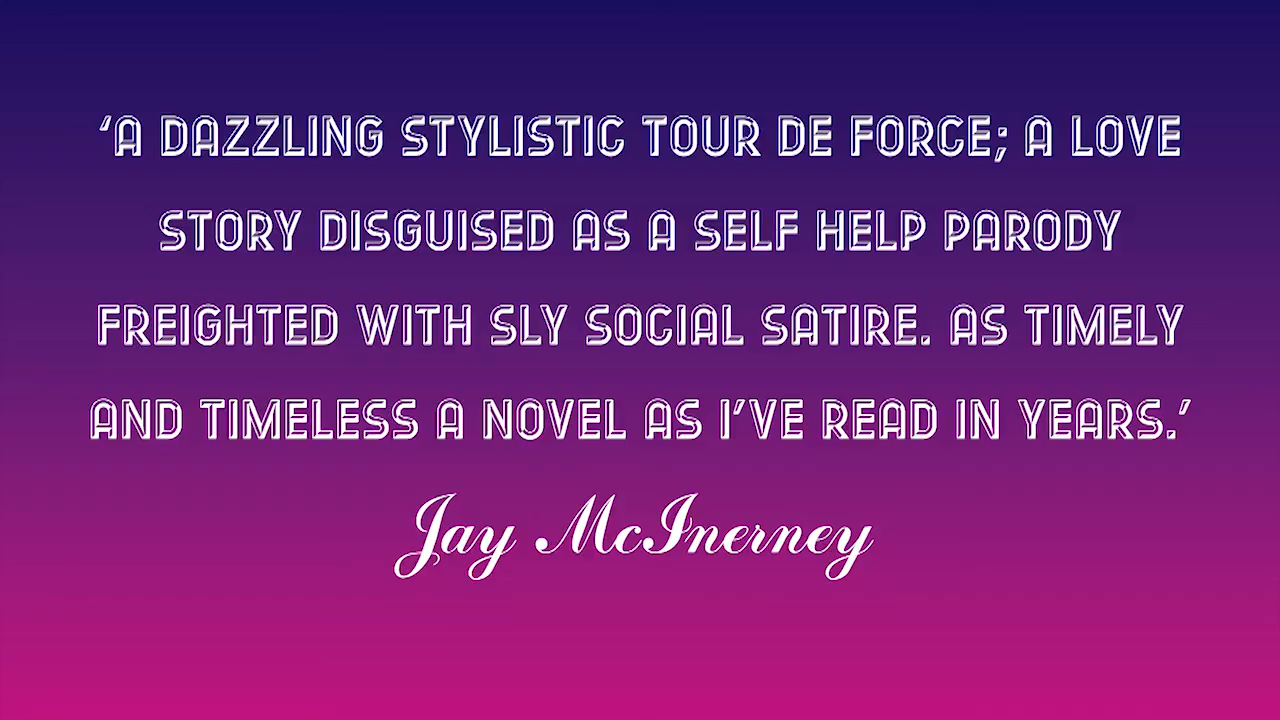 ‘A DAZZLING STYLISTIC TOUR DE FORCE; A LOVE
STORY DISGUISED AS A SELF HELP PARODY
FREIGHTED WITH SLY SOCIAL SATIRE. AS TIMELY
AND TIMELESS A NOVEL AS I’VE READ IN YEARS.’
Jay McInerney